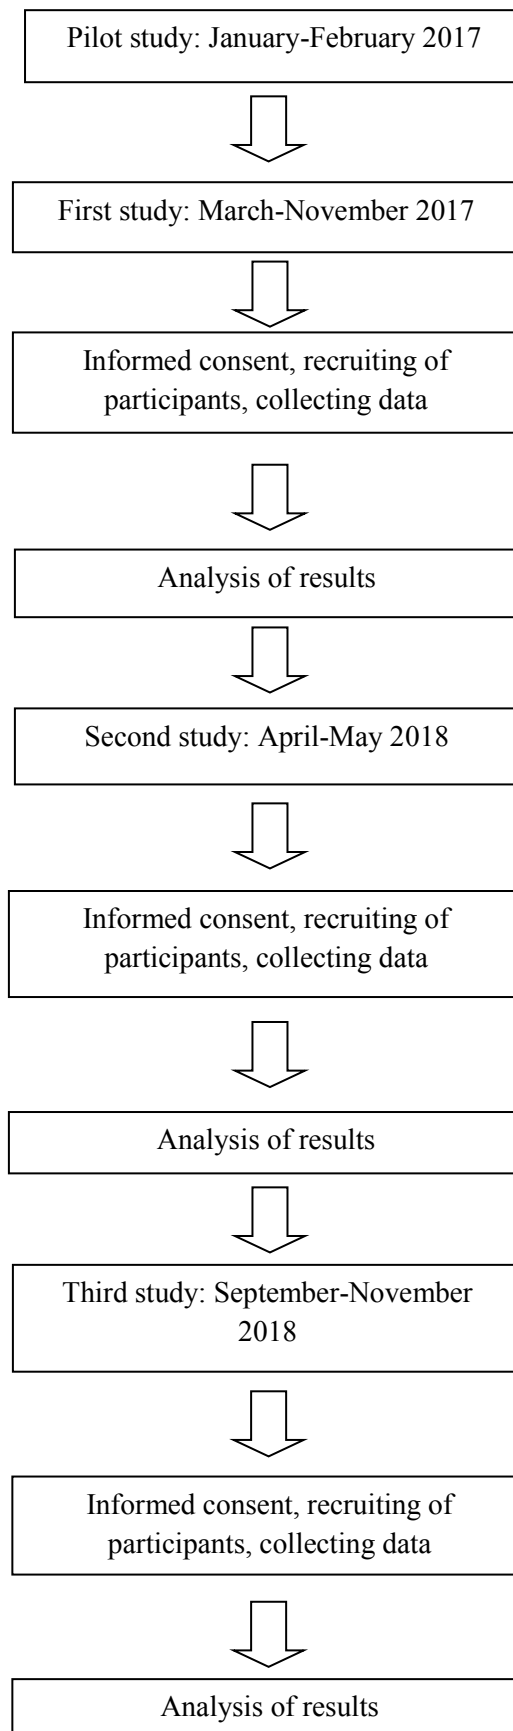 Pilot study: January-February 2017
First study: March-November 2017
Informed consent, recruiting of
participants, collecting data
Analysis of results
Second study: April-May 2018
Informed consent, recruiting of
participants, collecting data
Analysis of results
Third study: September-November
2018
Informed consent, recruiting of
participants, collecting data
Analysis of results